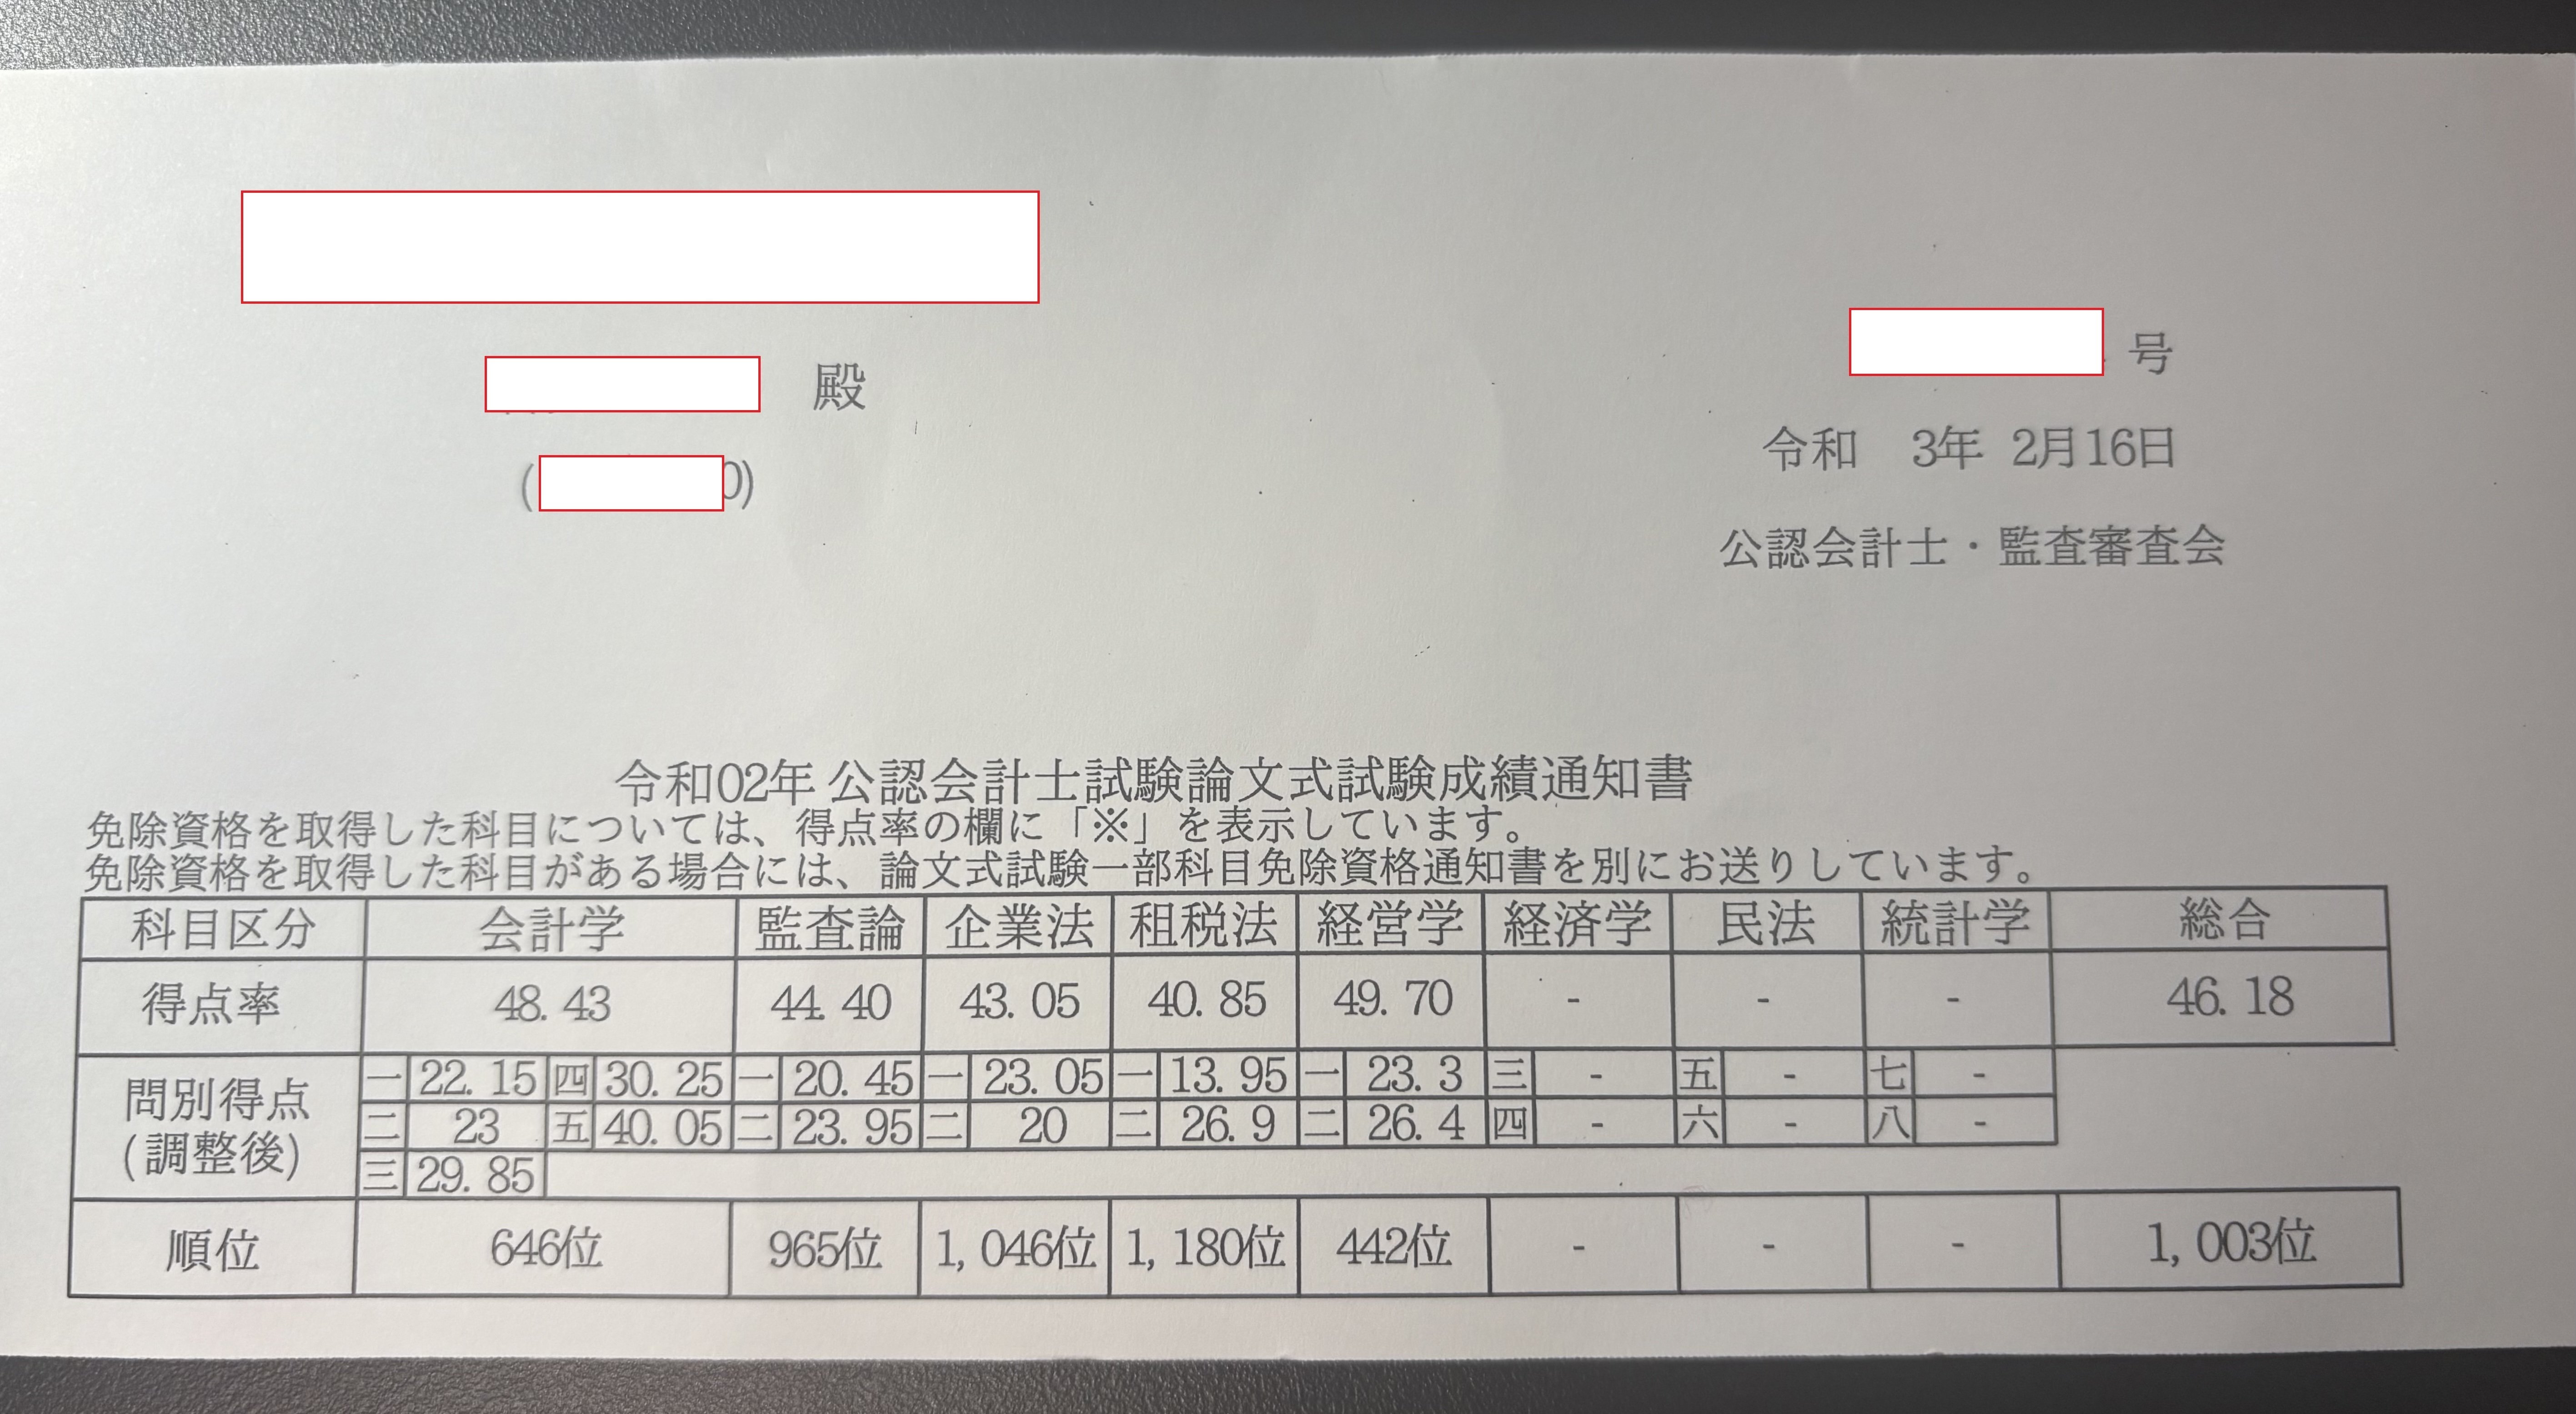 殿
0)
号
令和 3年 2月16日
公認会計士・監査審査会
令和02年 公認会計士試験論文式試験成績通知書
免除資格を取得した科目については、得点率の欄に「※」を表示しています。
免除資格を取得した科目がある場合には、論文式試験一部科目免除資格通知書を別にお送りしています。
科目区分 会計学 監査論 企業法 租税法 経営学 経済学 民法 統計学 総合
得点率 48.43 44.40 43.05 40.85 49.70 - - - 46.18
問別得点
(調整後)
一 22.15 四 30.25 一 20.45 一 23.05 一 13.95 一 23.3 三 - 五 - 七 -
二 23 五 40.05 二 23.95 二 20 二 26.9 二 26.4 四 - 六 - 八 -
三 29.85
順位 646位 965位 1,046位 1,180位 442位 - - - 1,003位